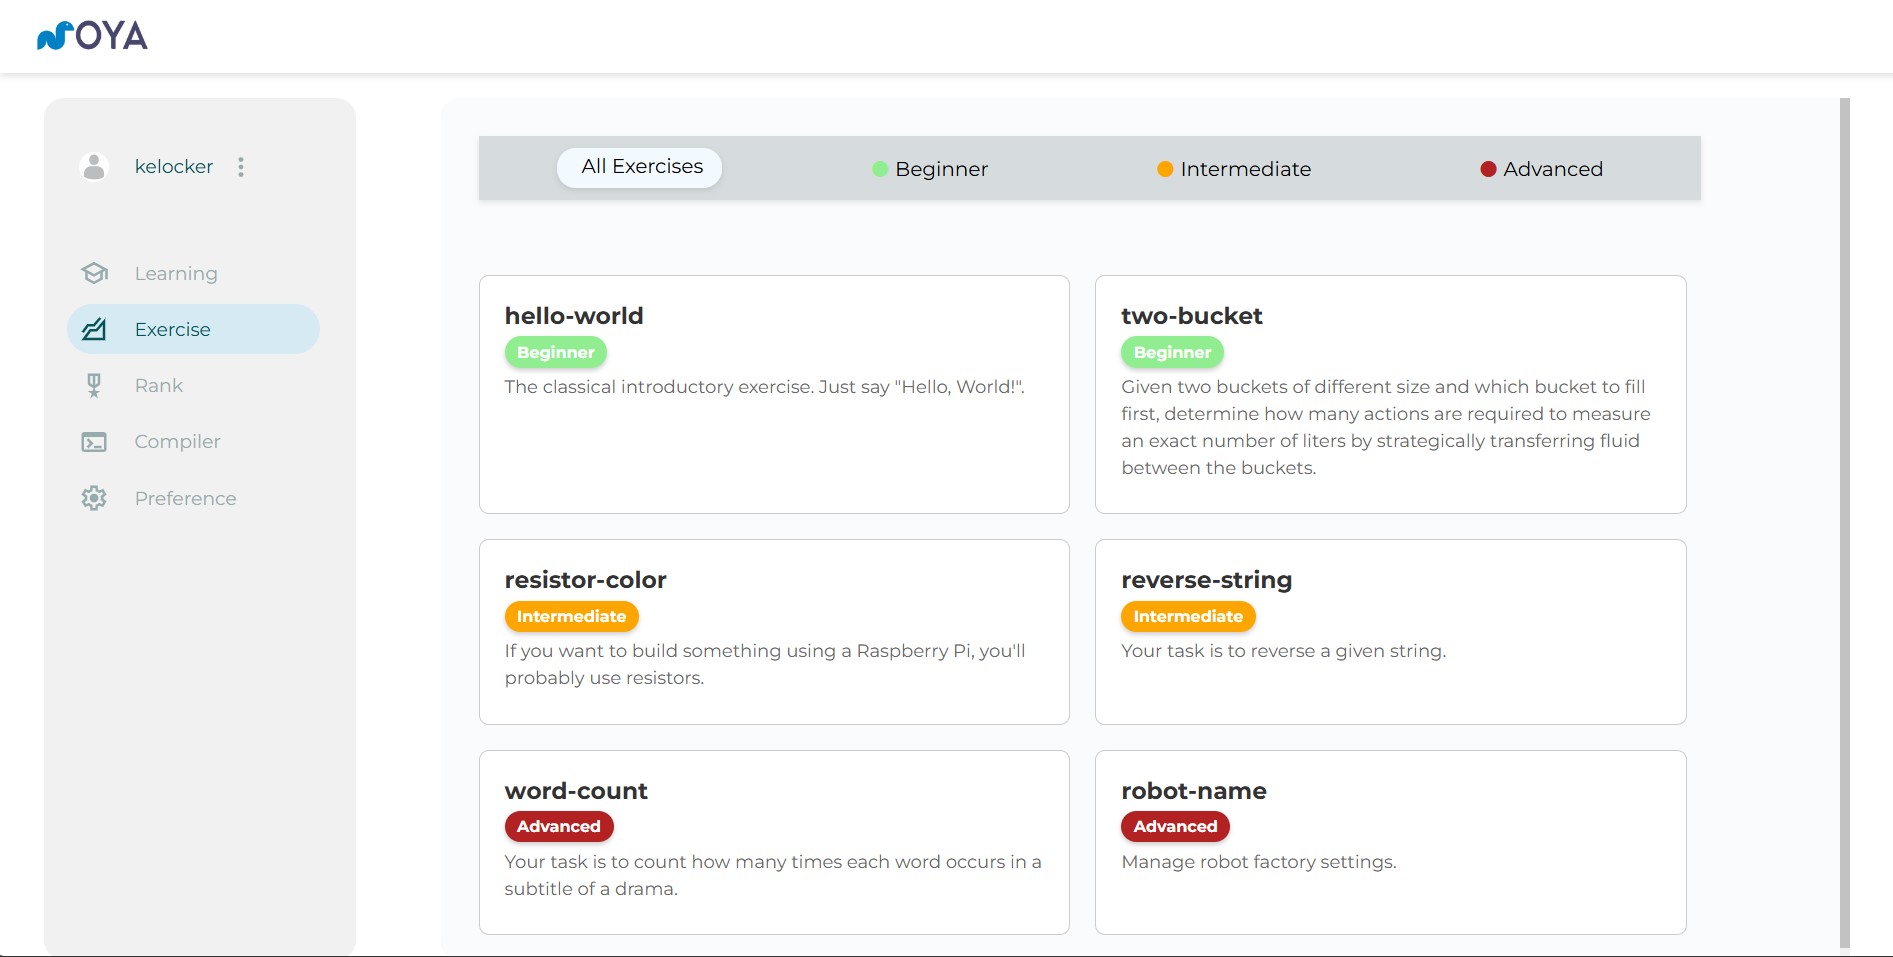 OYA
kelocker
Learning
Exercise
Rank
Compiler
Preference
All Exercises
Beginner
Intermediate
Advanced
hello-world
Beginner
The classical introductory exercise. Just say "Hello, World!".
two-bucket
Beginner
Given two buckets of different size and which bucket to fill
first, determine how many actions are required to measure
an exact number of liters by strategically transferring fluid
between the buckets.
resistor-color
Intermediate
If you want to build something using a Raspberry Pi, you'll
probably use resistors.
reverse-string
Intermediate
Your task is to reverse a given string.
word-count
Advanced
Your task is to count how many times each word occurs in a
subtitle of a drama.
robot-name
Advanced
Manage robot factory settings.